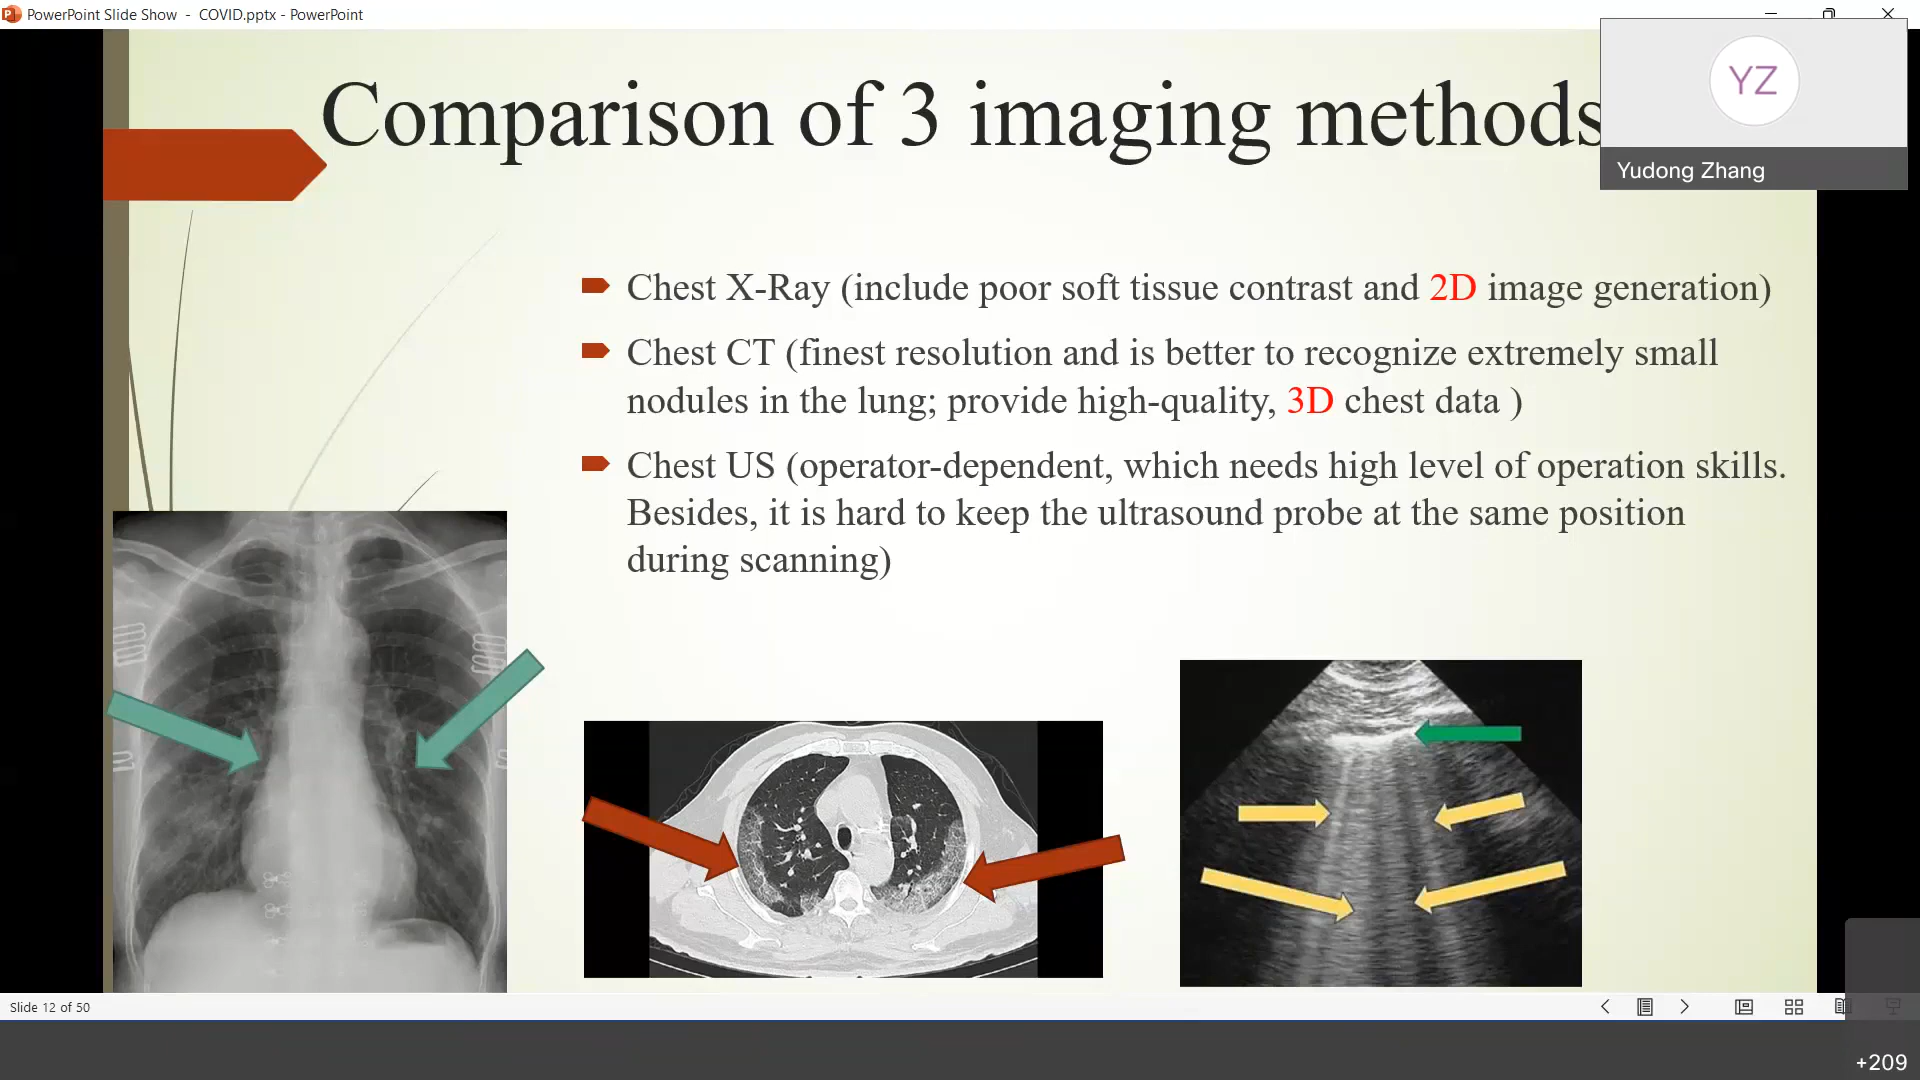 PowerPoint Slide Show - COVID.pptx - PowerPoint
Comparison of 3 imaging methods
YZ
Yudong Zhang
Chest X-Ray (include poor soft tissue contrast and 2D image generation)
Chest CT (finest resolution and is better to recognize extremely small
nodules in the lung; provide high-quality, 3D chest data )
Chest US (operator-dependent, which needs high level of operation skills.
Besides, it is hard to keep the ultrasound probe at the same position
during scanning)
Slide 12 of 50
+209